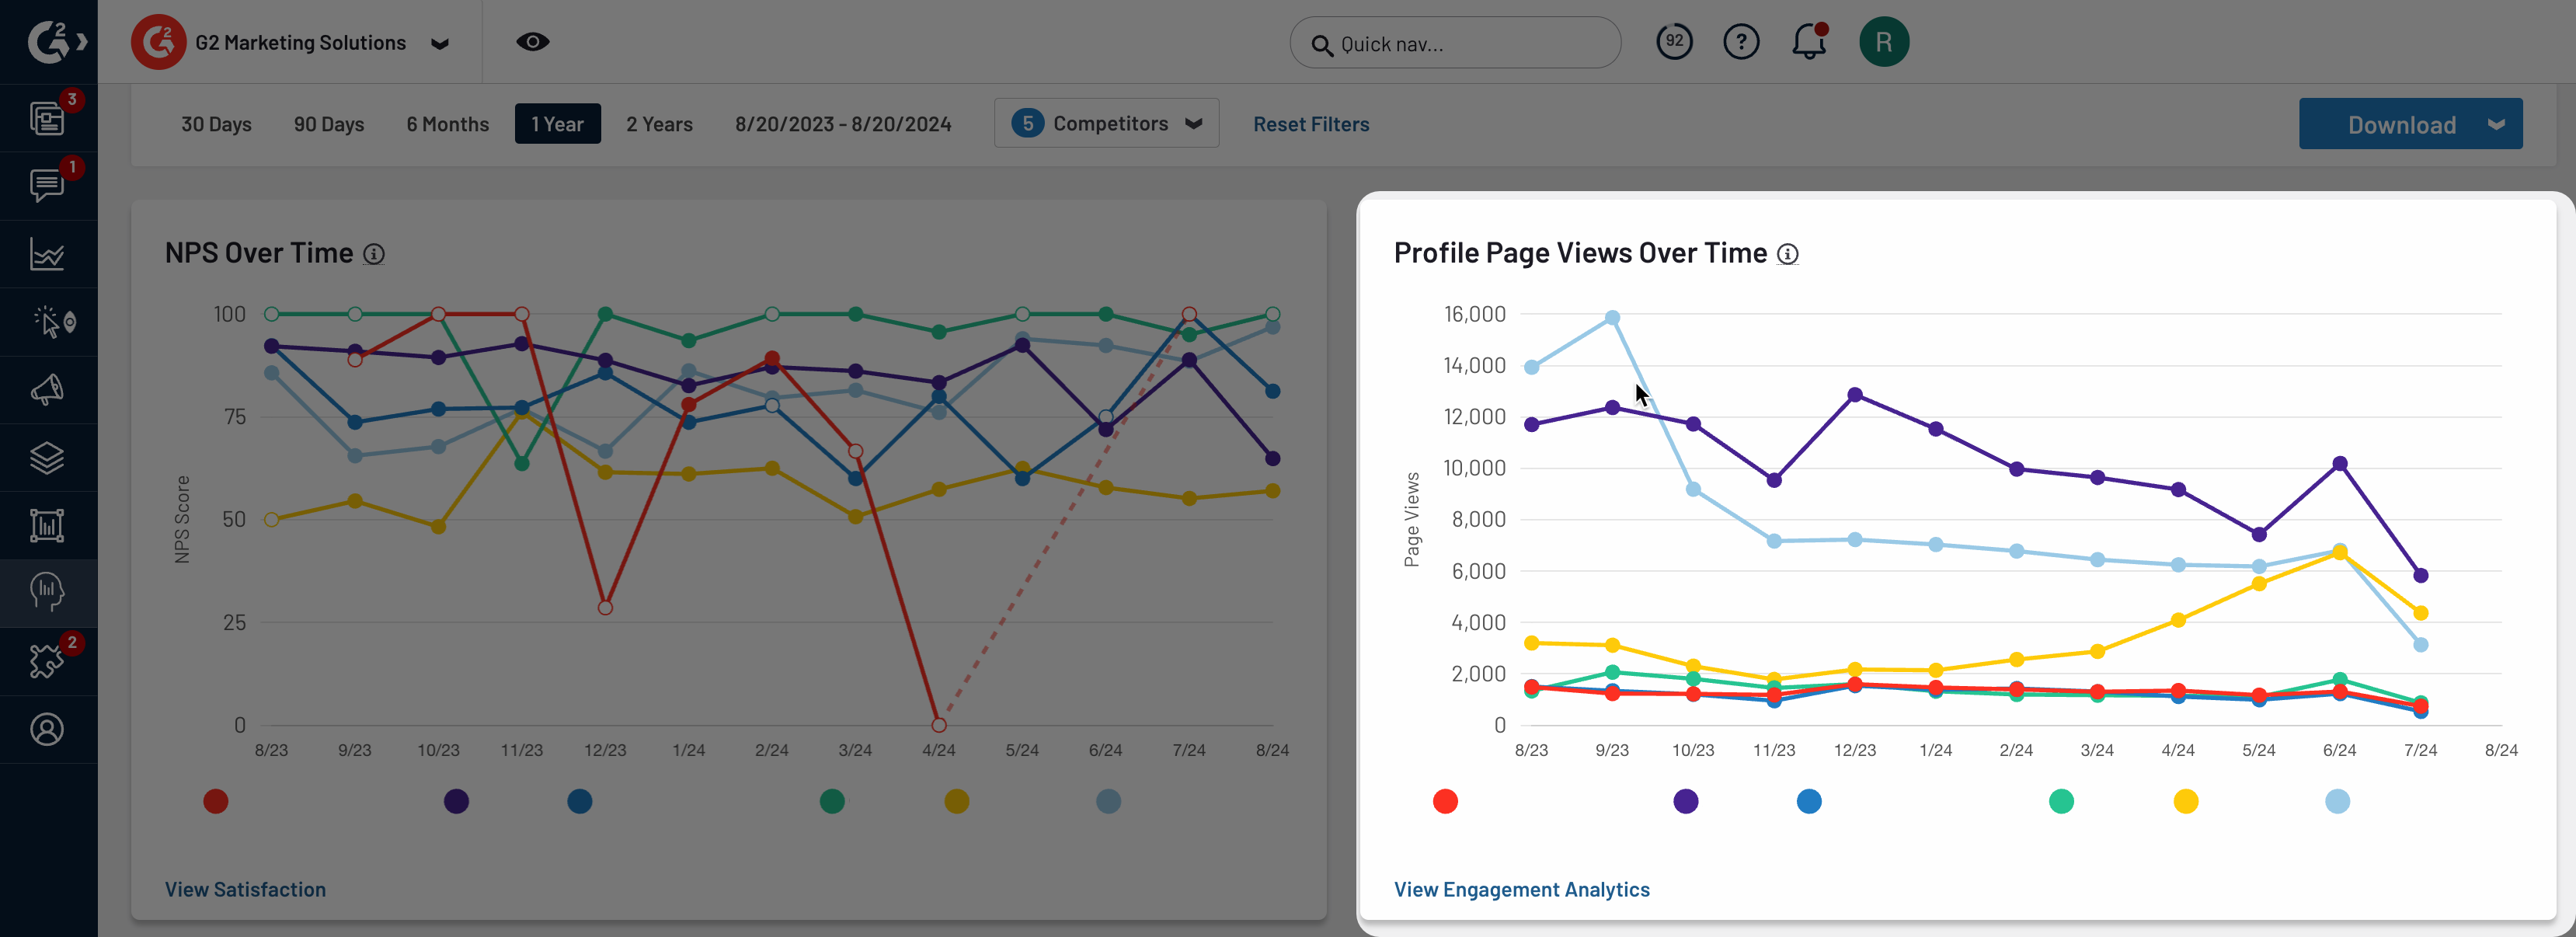 G2
G2 Marketing Solutions
Quick nav...
92
?
R
3
1
2
30 Days
90 Days
6 Months
1 Year
2 Years
8/20/2023 - 8/20/2024
5
Competitors
Reset Filters
Download
NPS Over Time
i
100
75
50
25
0
NPS Score
8/23 9/23 10/23 11/23 12/23 1/24 2/24 3/24 4/24 5/24 6/24 7/24 8/24
View Satisfaction
Profile Page Views Over Time
i
16,000
14,000
12,000
10,000
8,000
6,000
4,000
2,000
0
Page Views
8/23 9/23 10/23 11/23 12/23 1/24 2/24 3/24 4/24 5/24 6/24 7/24 8/24
View Engagement Analytics